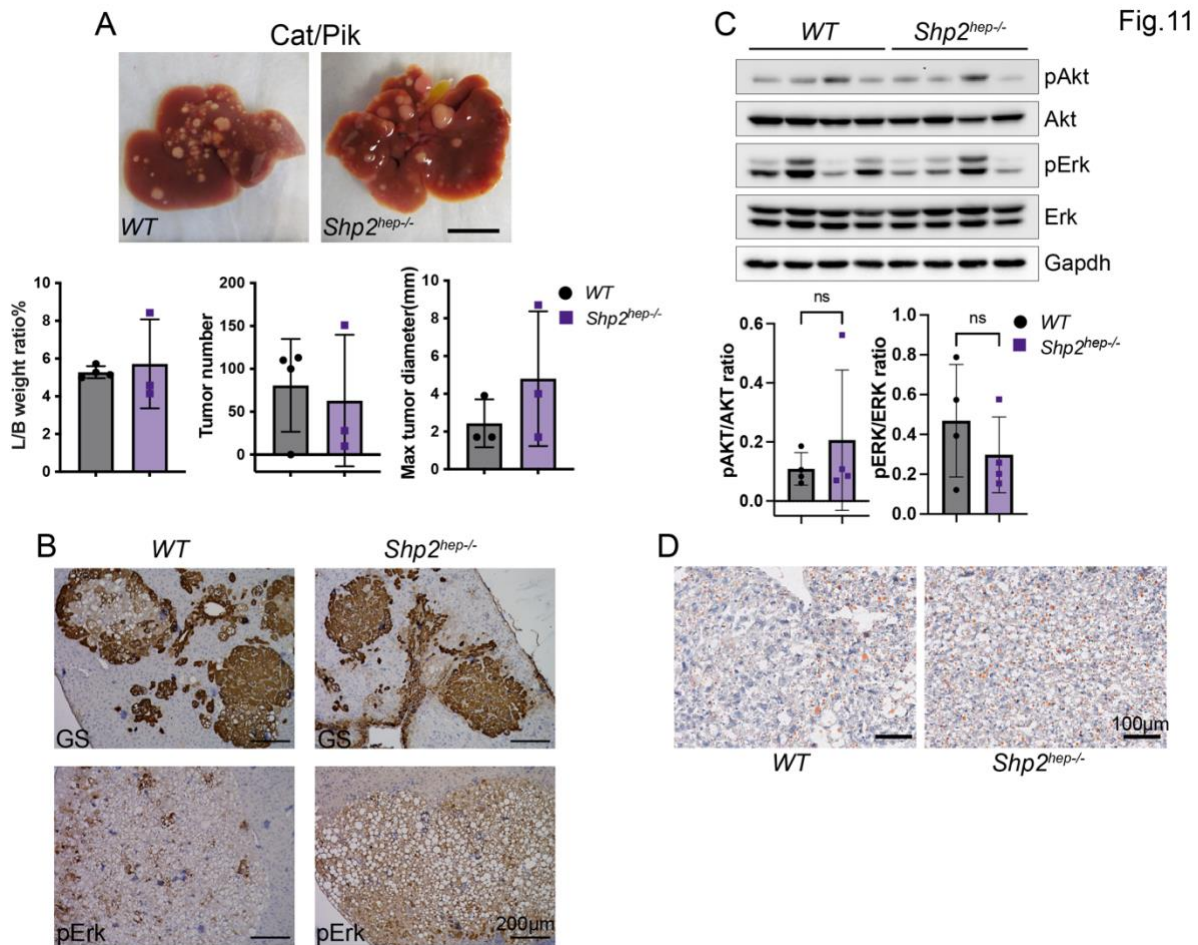 Fig.11
A
Cat/Pik
WT
Shp2hep-/-
L/B weight ratio%
10
8
6
4
2
0
Tumor number
200
150
100
50
0
Max tumor diameter(mm)
10
8
6
4
2
0
WT
Shp2hep-/-
B
WT
Shp2hep-/-
GS
GS
pErk
pErk
200µm
C
WT
Shp2hep-/-
pAkt
Akt
pErk
Erk
Gapdh
pAKT/AKT ratio
0.6
0.4
0.2
0.0
ns
pERK/ERK ratio
1.0
0.8
0.6
0.4
0.2
0.0
ns
WT
Shp2hep-/-
D
100µm
WT
Shp2hep-/-